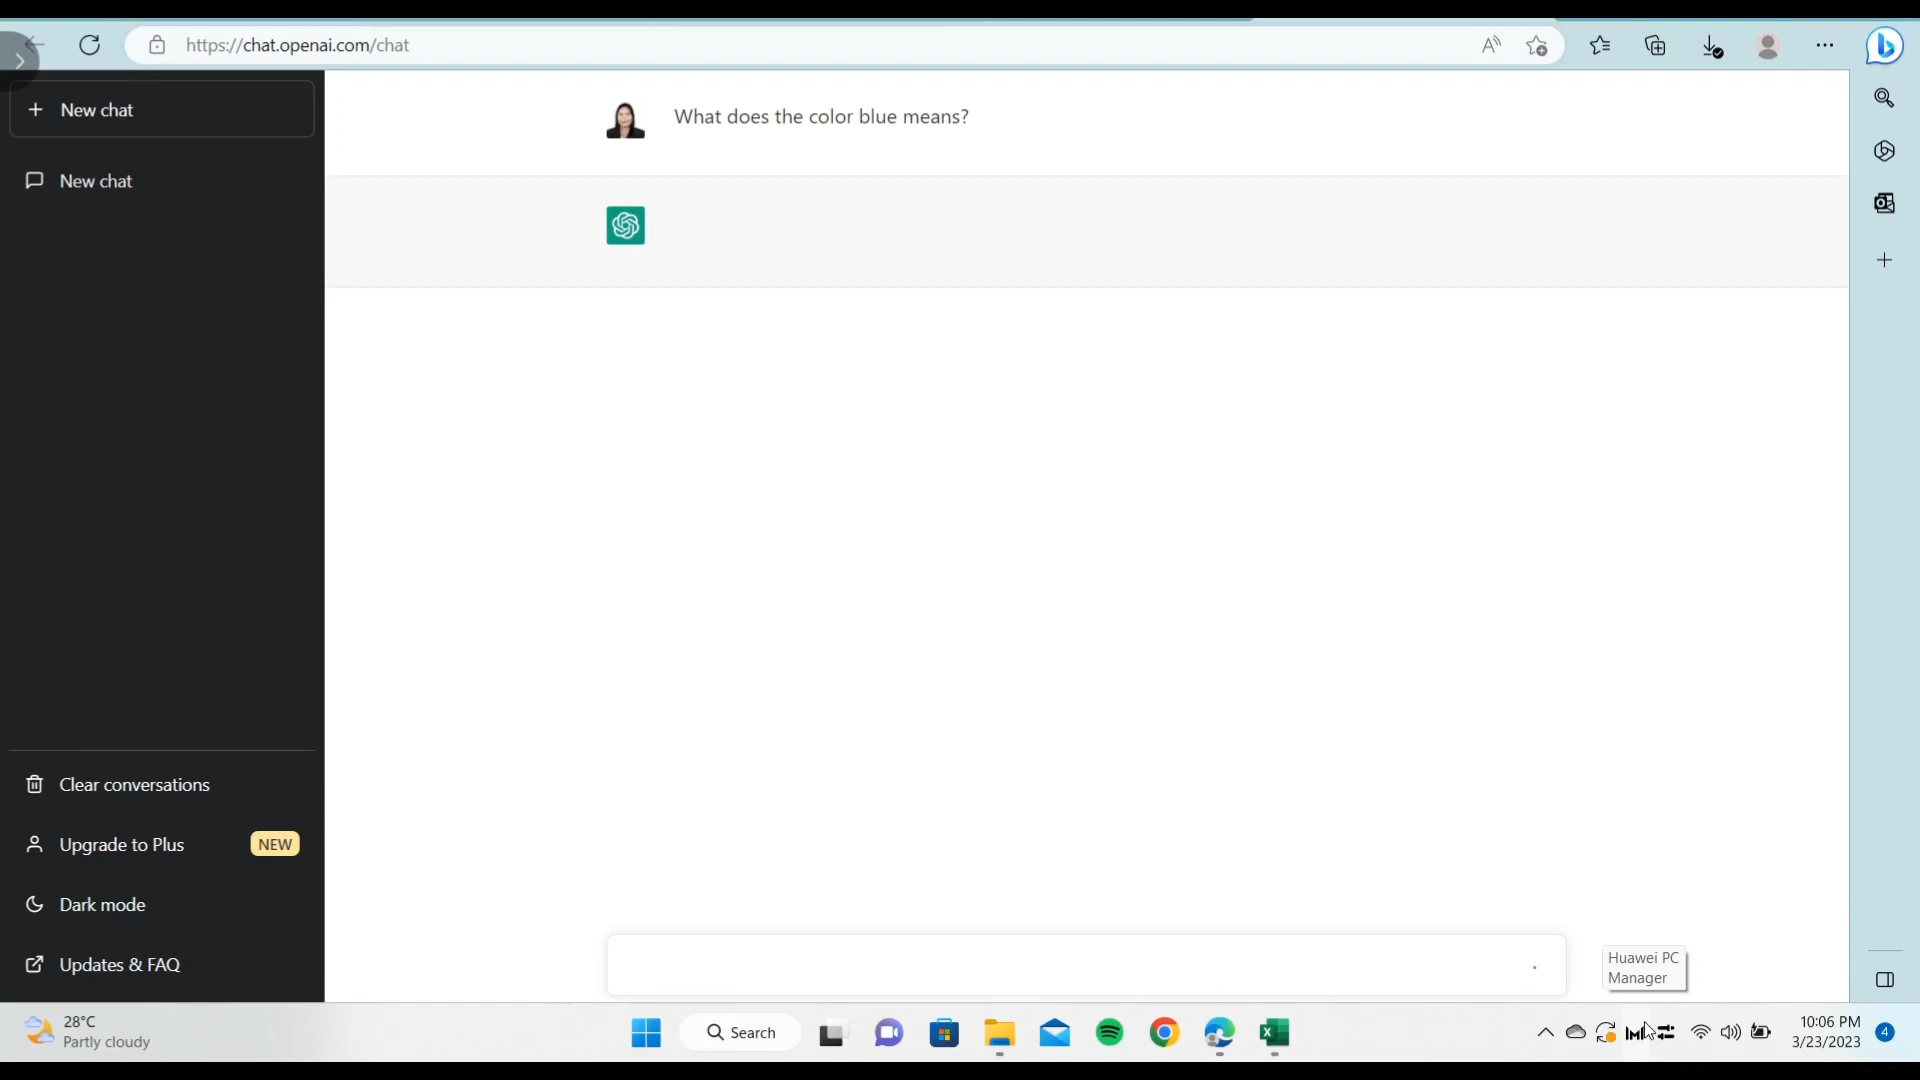 https://chat.openai.com/chat
New chat
New chat
What does the color blue means?
Clear conversations
Upgrade to Plus NEW
Dark mode
Updates & FAQ
Huawei PC
Manager
28°C
Partly cloudy
Search
10:06 PM
3/23/2023
4